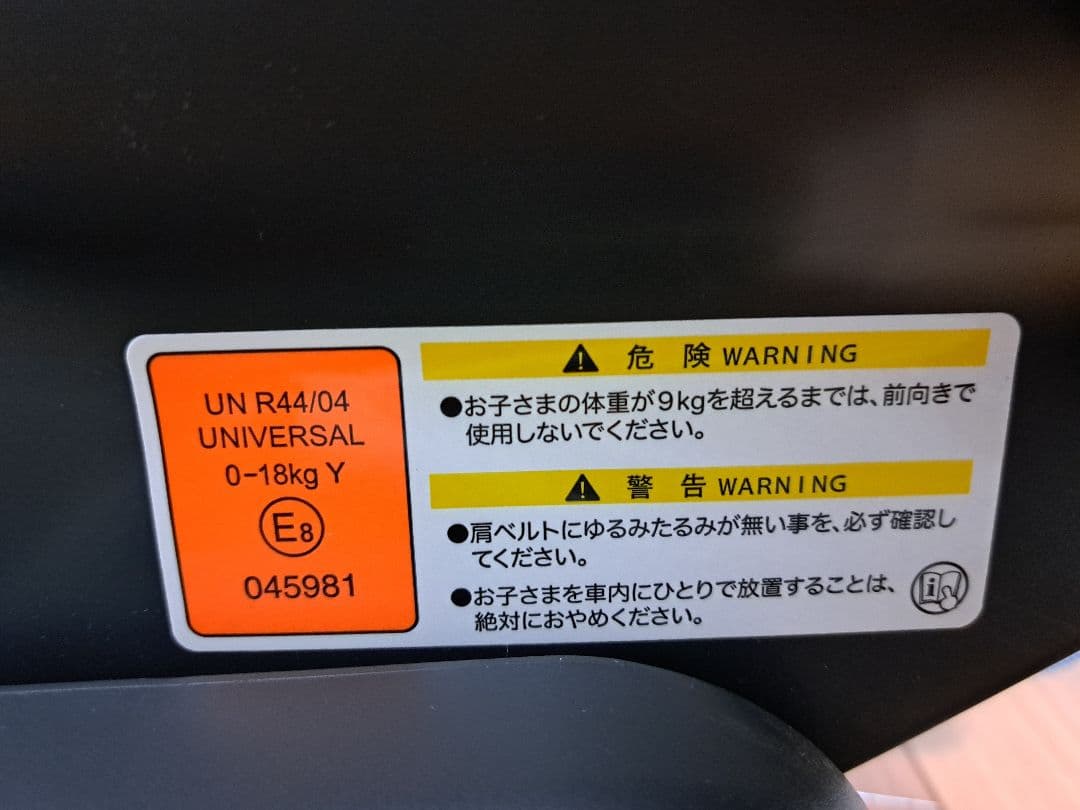 UN R44/04
UNIVERSAL
0-18kg Y
E8
045981
危 険 WARNING
●お子さまの体重が9kgを超えるまでは、前向きで
使用しないでください。
警 告 WARNING
●肩ベルトにゆるみたるみが無い事を、必ず確認し
てください。
●お子さまを車内にひとりで放置することは、
絶対におやめください。